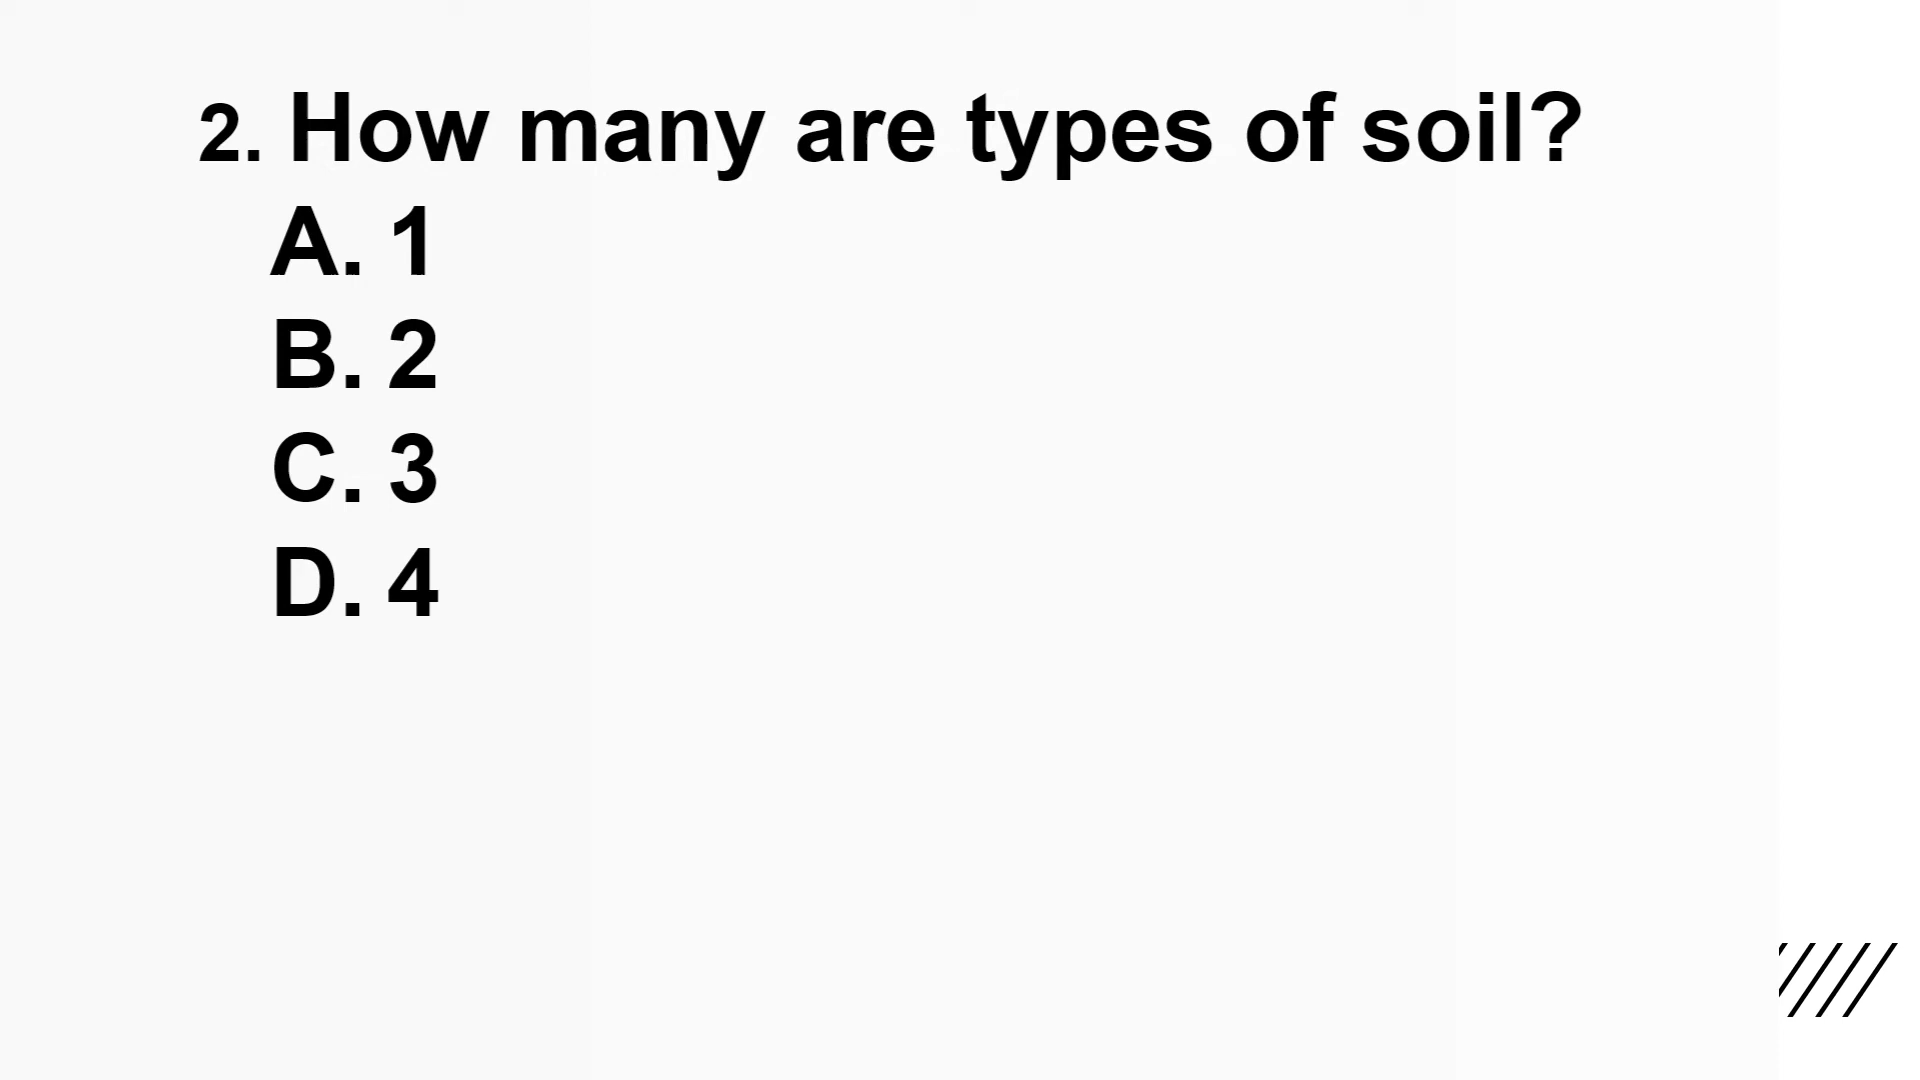 2. How many are types of soil?
A. 1
B. 2
C. 3
D. 4